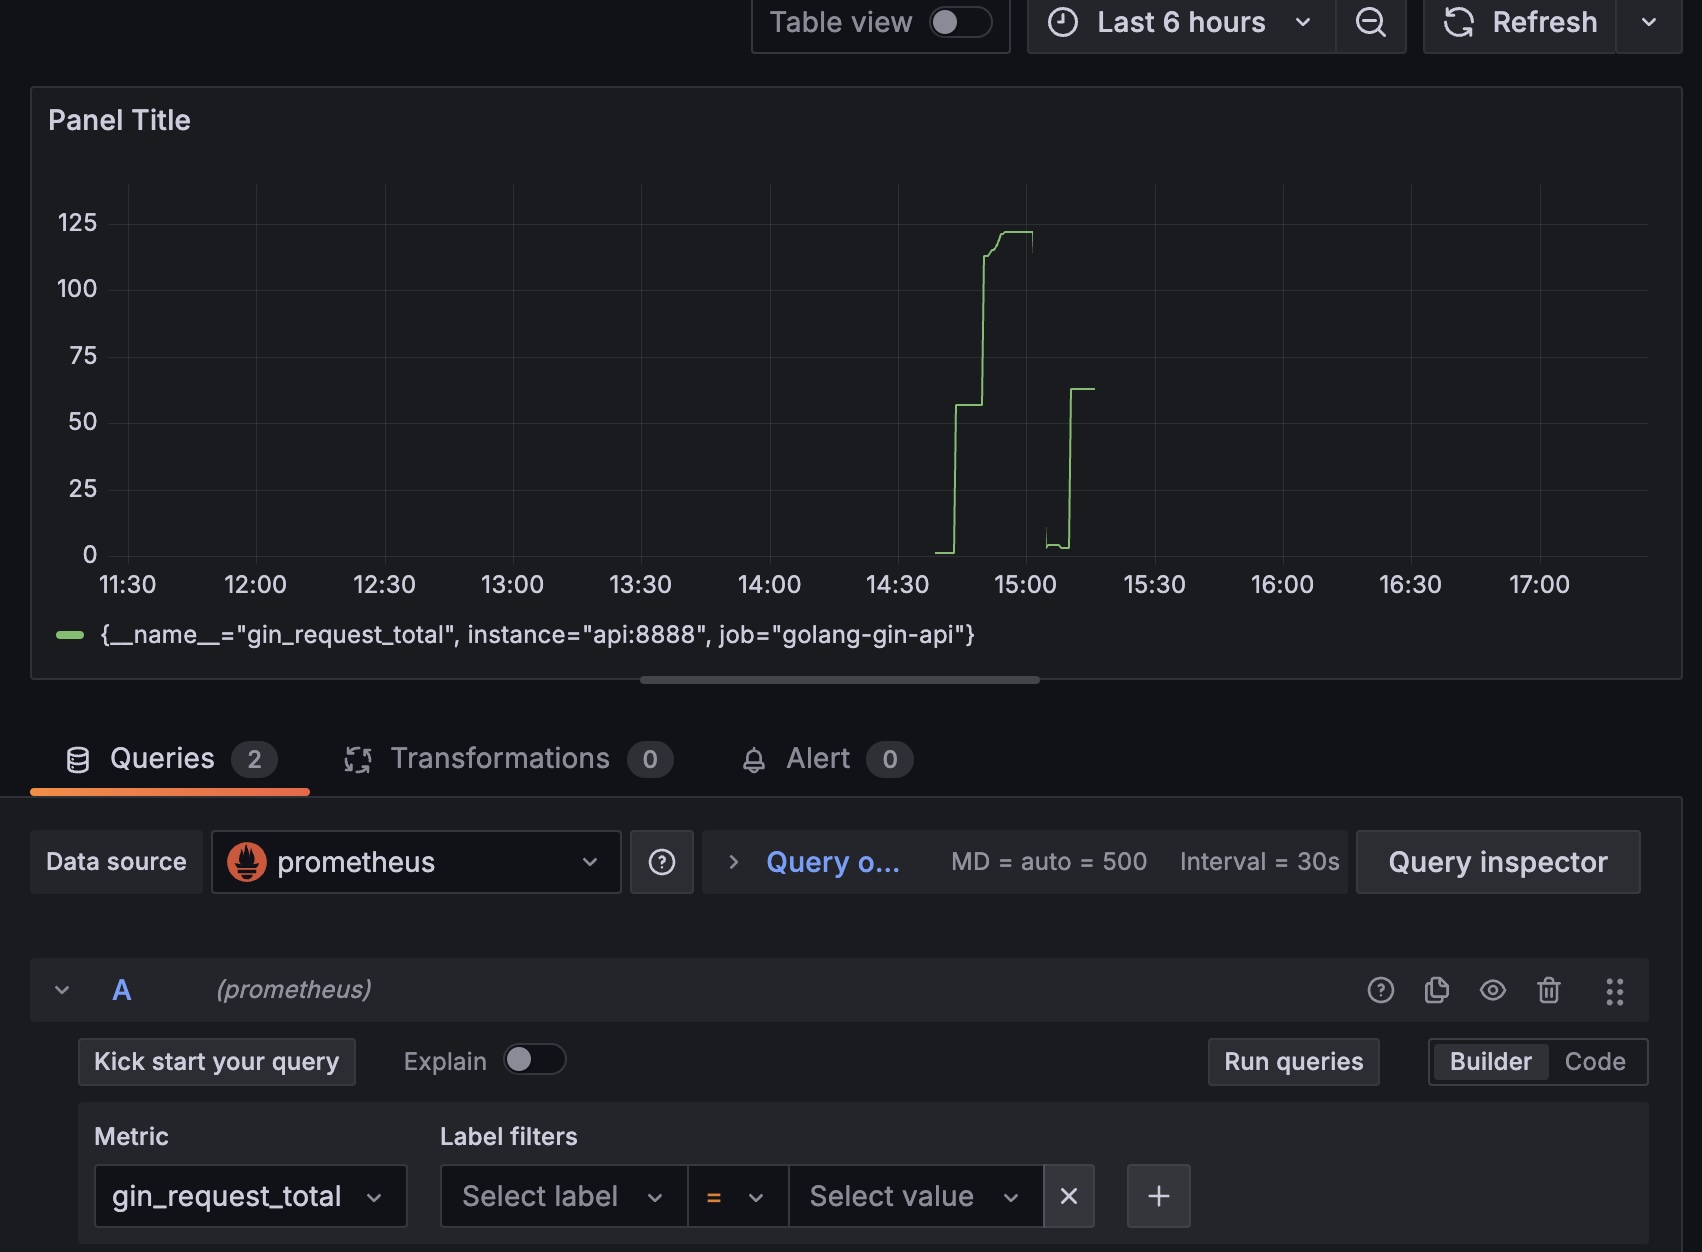 Table view Last 6 hours Refresh
Panel Title
125
100
75
50
25
0
11:30 12:00 12:30 13:00 13:30 14:00 14:30 15:00 15:30 16:00 16:30 17:00
{__name__="gin_request_total", instance="api:8888", job="golang-gin-api"}
Queries 2 Transformations 0 Alert 0
Data source prometheus Query o... MD = auto = 500 Interval = 30s Query inspector
A (prometheus)
Kick start your query Explain Run queries Builder Code
Metric Label filters
gin_request_total Select label = Select value